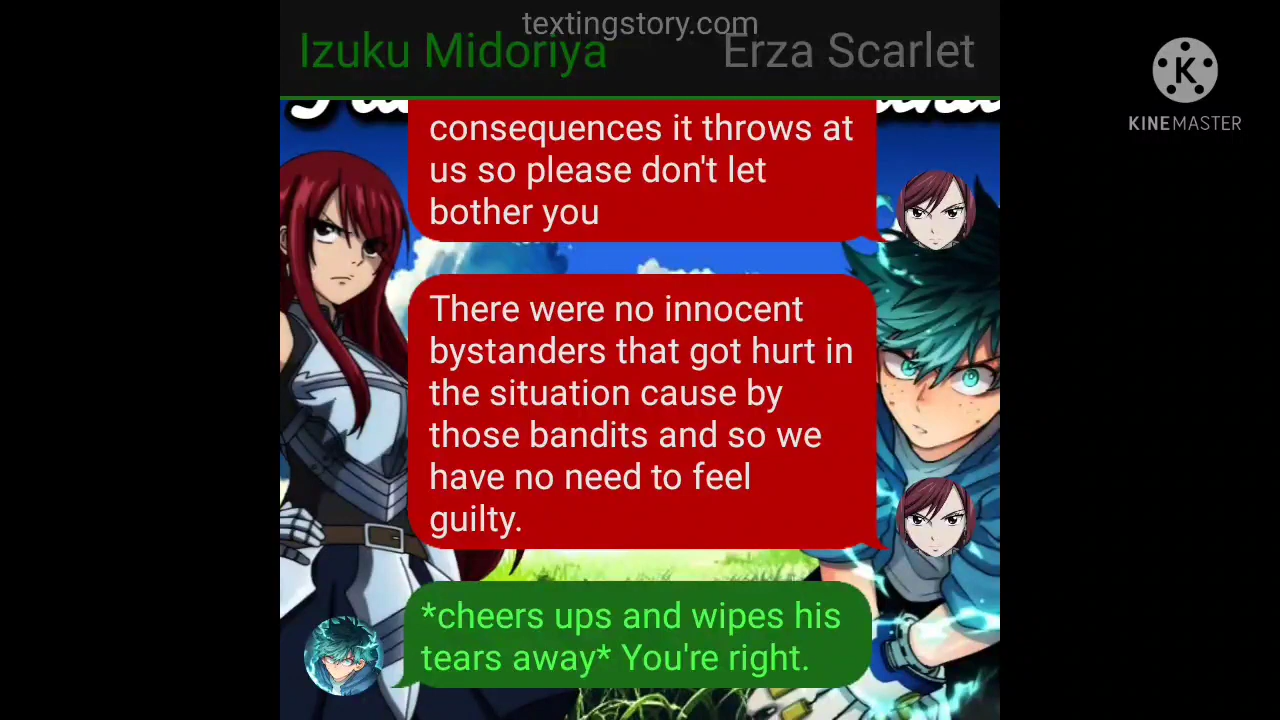 textingstory.com
Izuku Midoriya Erza Scarlet
KINEMASTER
consequences it throws at
us so please don't let
bother you
There were no innocent
bystanders that got hurt in
the situation cause by
those bandits and so we
have no need to feel
guilty.
*cheers ups and wipes his
tears away* You're right.